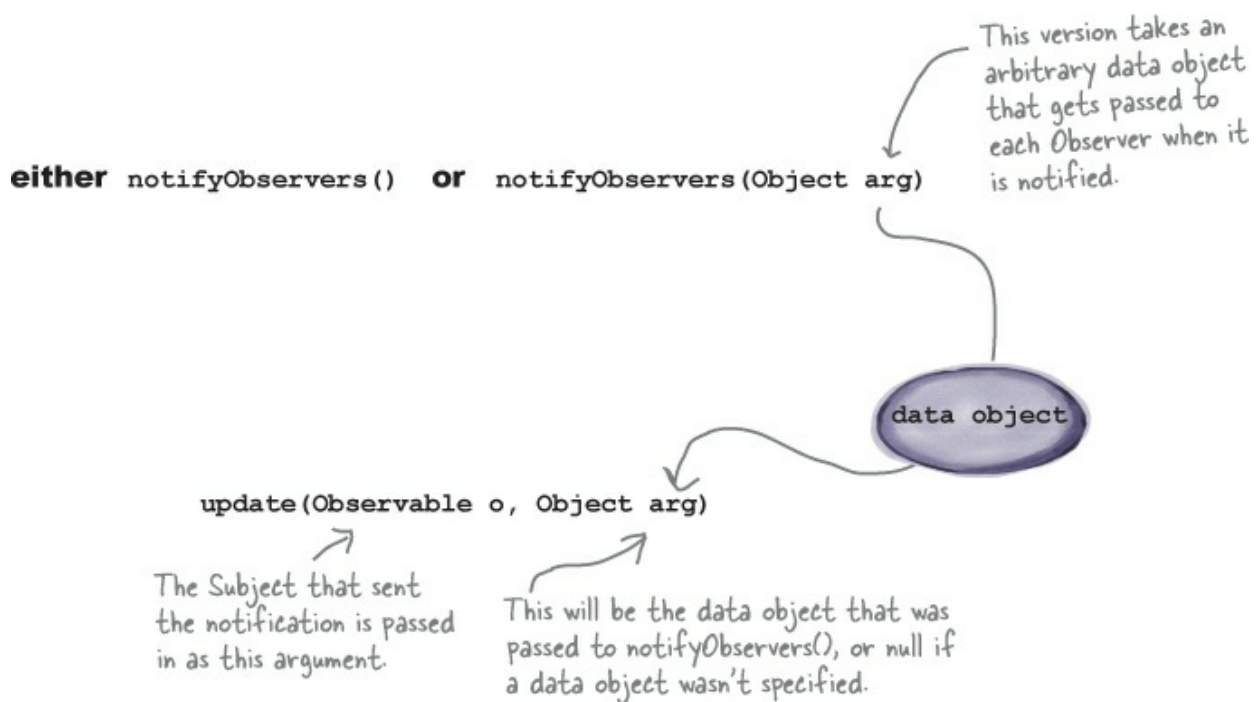 This version takes an
arbitrary data object
that gets passed to
each Observer when it
is notified.
either notifyObservers() or notifyObservers(Object arg)
data object
update(Observable o, Object arg)
The Subject that sent
the notification is passed
in as this argument.
This will be the data object that was
passed to notifyObservers(), or null if
a data object wasn't specified.